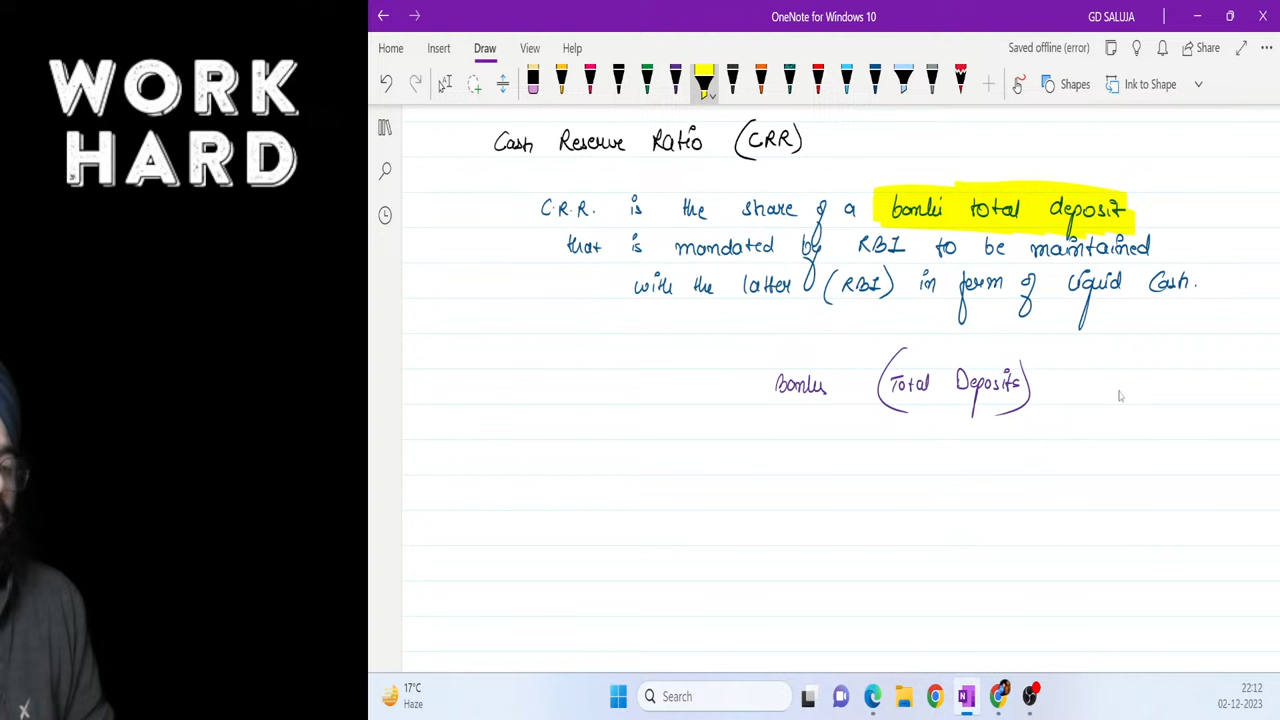 WORK
HARD
OneNote for Windows 10
GD SALUJA
Home Insert Draw View Help
Saved offline (error)
Share
Shapes
Ink to Shape
Cash Reserve Ratio (CRR)
C.R.R. is the share of a banks total deposit
that is mandated by RBI to be maintained
with the latter (RBI) in form of liquid Cash.
Banks (Total Deposits)
17°C
Haze
Search
22:12
02-12-2023